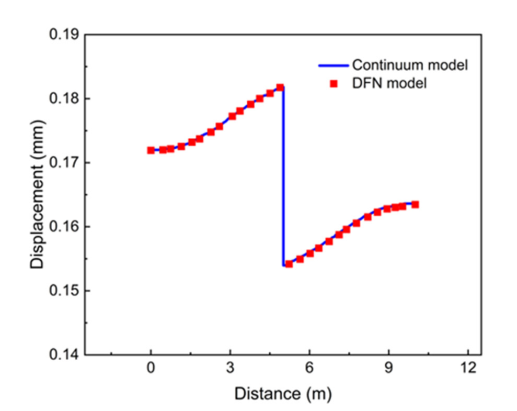 0.19
0.18
0.17
0.16
0.15
0.14
Displacement (mm)
Continuum model
DFN model
0 3 6 9 12
Distance (m)